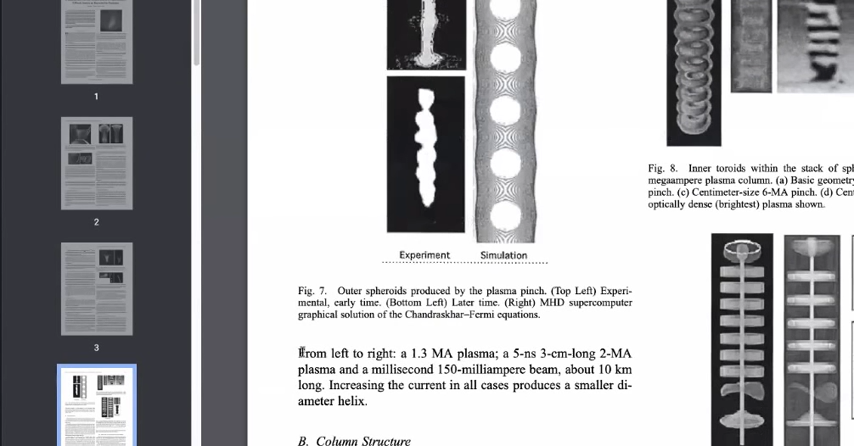 1
2
3
Experiment Simulation
Fig. 7. Outer spheroids produced by the plasma pinch. (Top Left) Experi-
mental, early time. (Bottom Left) Later time. (Right) MHD supercomputer
graphical solution of the Chandraskhar–Fermi equations.
From left to right: a 1.3 MA plasma; a 5-ns 3-cm-long 2-MA
plasma and a millisecond 150-milliampere beam, about 10 km
long. Increasing the current in all cases produces a smaller di-
ameter helix.
B. Column Structure
Fig. 8. Inner toroids within the stack of
megaampere plasma column. (a) Basic
pinch. (c) Centimeter-size 6-MA pinch. (d)
optically dense (brightest) plasma shown.